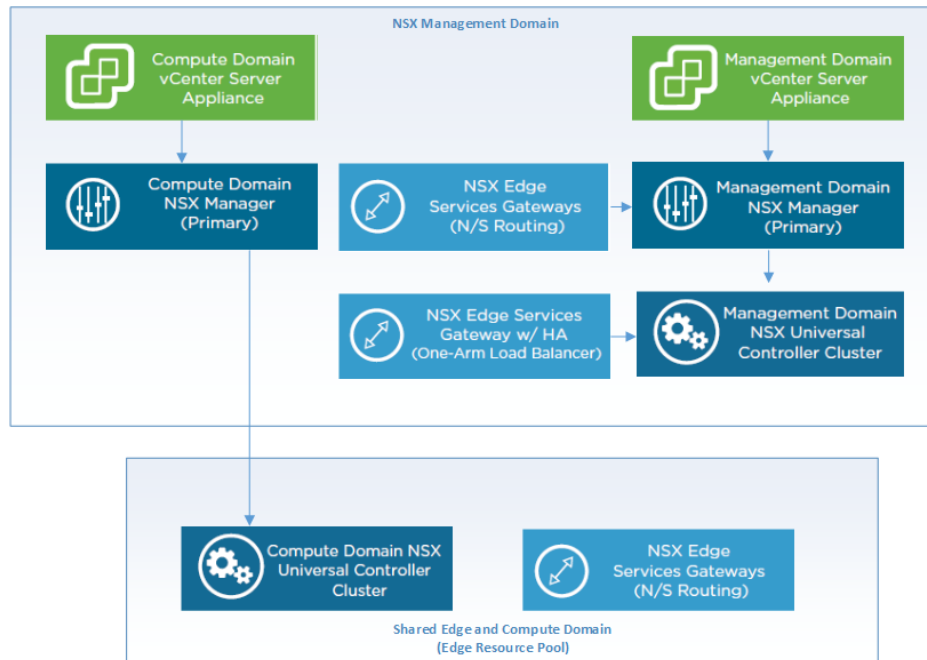 NSX Management Domain
Compute Domain
vCenter Server
Appliance
Management Domain
vCenter Server
Appliance
Compute Domain
NSX Manager
(Primary)
NSX Edge
Services Gateways
(N/S Routing)
Management Domain
NSX Manager
(Primary)
NSX Edge Services
Gateway w/ HA
(One-Arm Load Balancer)
Management Domain
NSX Universal
Controller Cluster
Compute Domain NSX
Universal Controller
Cluster
NSX Edge
Services Gateways
(N/S Routing)
Shared Edge and Compute Domain
(Edge Resource Pool)